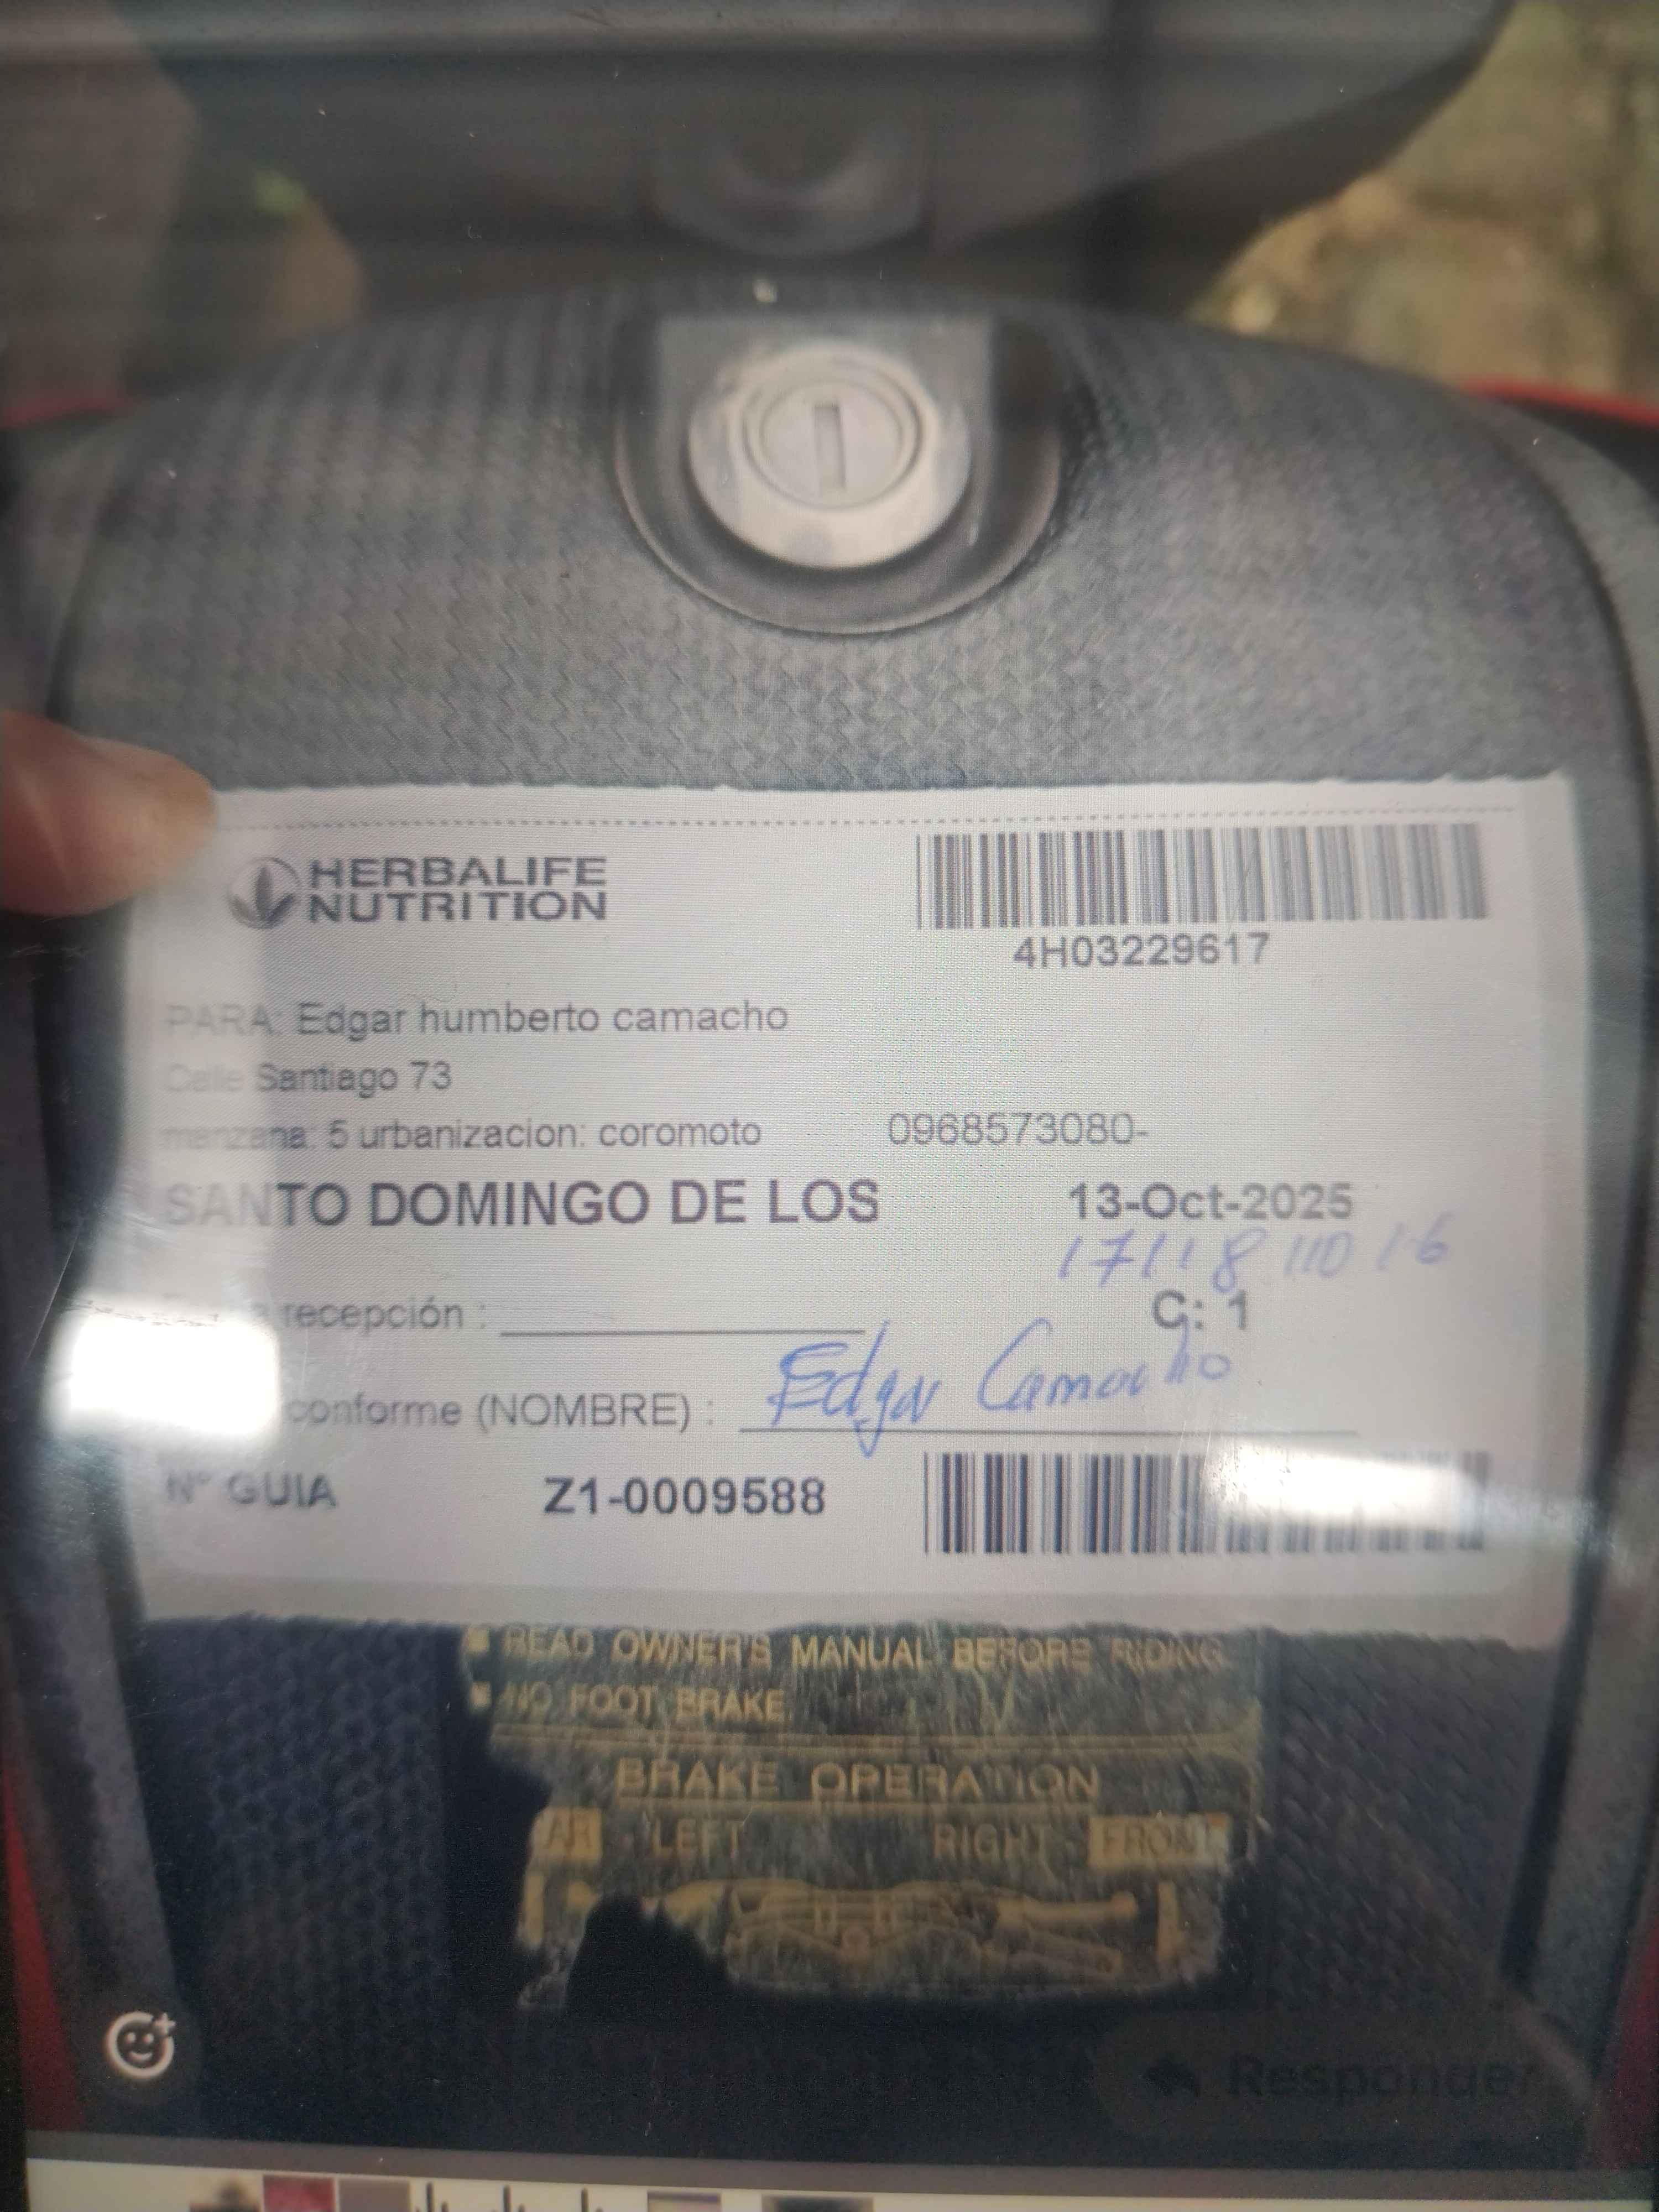 HERBALIFE
NUTRITION
4H03229617
PARA: Edgar humberto camacho
Calle Santiago 73
manzana: 5 urbanizacion: coromoto 0968573080-
SANTO DOMINGO DE LOS 13-Oct-2025
recepción :
C: 1
conforme (NOMBRE) : Edgar Camacho
N° GUIA Z1-0009588
READ OWNER'S MANUAL BEFORE RIDING.
NO FOOT BRAKE
BRAKE OPERATION
LEFT RIGHT
Responder